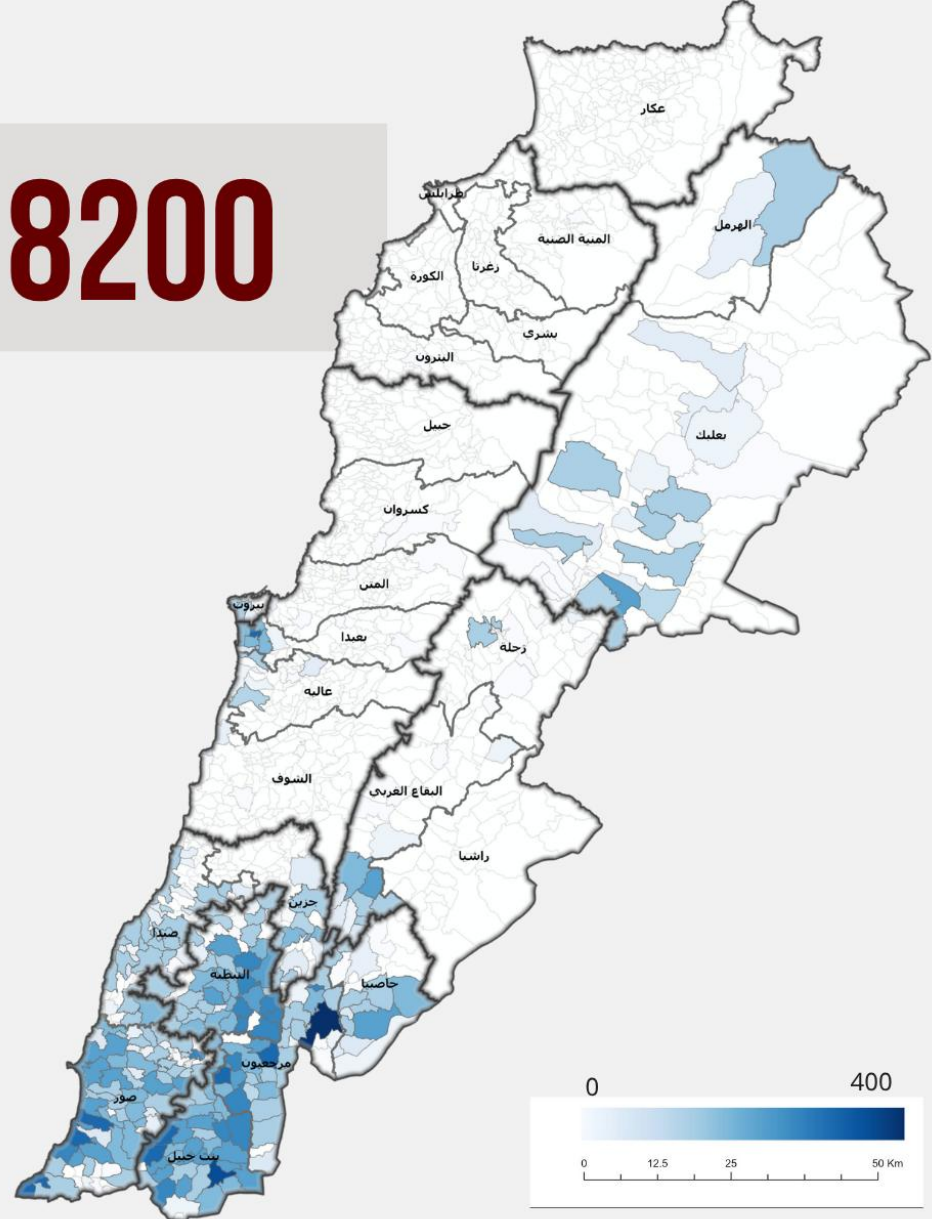 8200
عكار
طرابلس
الهرمل
المنية الضنية
زغرتا
الكورة
بشري
البترون
بعلبك
جبيل
كسروان
المتن
بيروت
بعبدا
زحلة
عاليه
الشوف
البقاع الغربي
راشيا
جزين
صيدا
النبطية
حاصبيا
مرجعيون
صور
بنت جبيل
0 400
0 12.5 25 50 Km